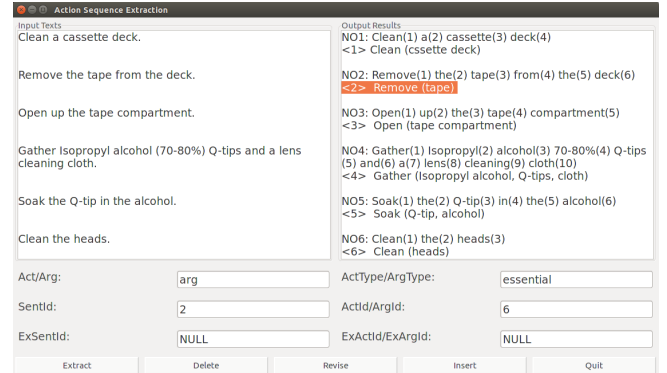 Action Sequence Extraction
Input Texts
Clean a cassette deck.
Remove the tape from the deck.
Open up the tape compartment.
Gather Isopropyl alcohol (70-80%) Q-tips and a lens
cleaning cloth.
Soak the Q-tip in the alcohol.
Clean the heads.
Output Results
NO1: Clean(1) a(2) cassette(3) deck(4)
<1> Clean (cssette deck)
NO2: Remove(1) the(2) tape(3) from(4) the(5) deck(6)
<2> Remove (tape)
NO3: Open(1) up(2) the(3) tape(4) compartment(5)
<3> Open (tape compartment)
NO4: Gather(1) Isopropyl(2) alcohol(3) 70-80%(4) Q-tips
(5) and(6) a(7) lens(8) cleaning(9) cloth(10)
<4> Gather (Isopropyl alcohol, Q-tips, cloth)
NO5: Soak(1) the(2) Q-tip(3) in(4) the(5) alcohol(6)
<5> Soak (Q-tip, alcohol)
NO6: Clean(1) the(2) heads(3)
<6> Clean (heads)
Act/Arg: arg ActType/ArgType: essential
SentId: 2 ActId/ArgId: 6
ExSentId: NULL ExActId/ExArgId: NULL
Extract Delete Revise Insert Quit